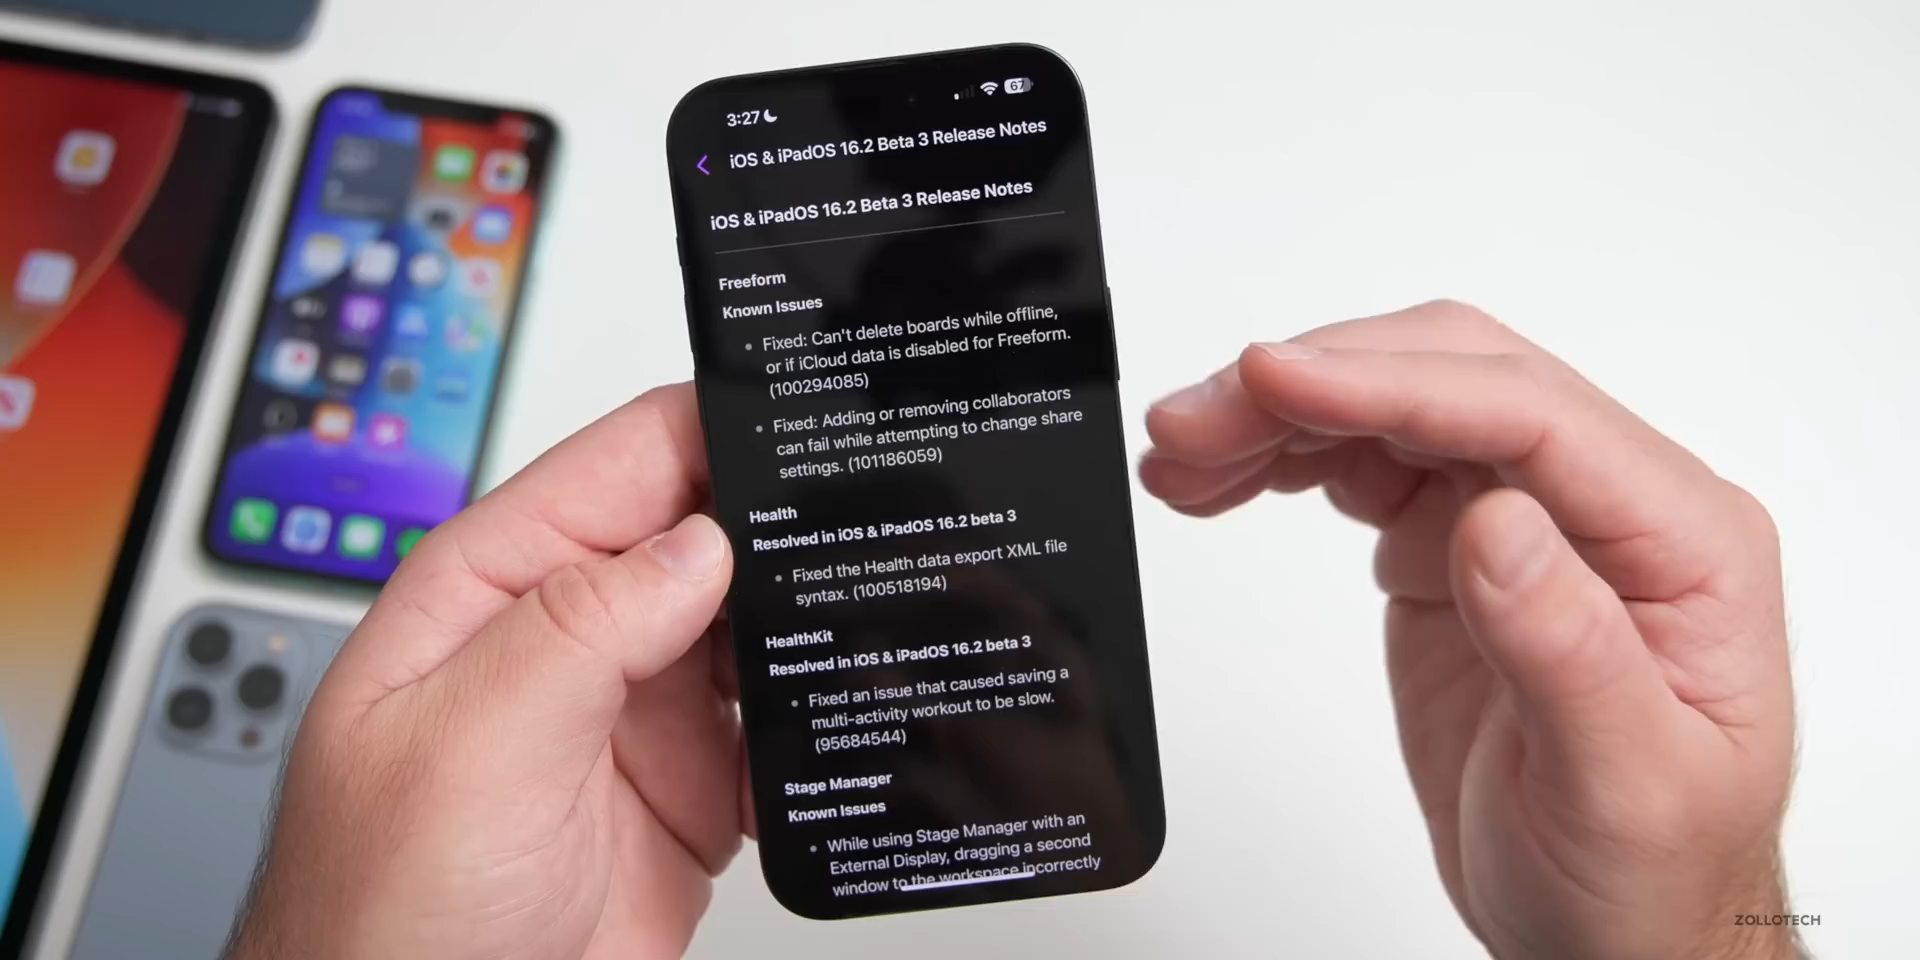 3:27
67
iOS & iPadOS 16.2 Beta 3 Release Notes
iOS & iPadOS 16.2 Beta 3 Release Notes
Freeform
Known Issues
• Fixed: Can't delete boards while offline,
or if iCloud data is disabled for Freeform.
(100294085)
• Fixed: Adding or removing collaborators
can fail while attempting to change share
settings. (101186059)
Health
Resolved in iOS & iPadOS 16.2 beta 3
• Fixed the Health data export XML file
syntax. (100518194)
HealthKit
Resolved in iOS & iPadOS 16.2 beta 3
• Fixed an issue that caused saving a
multi-activity workout to be slow.
(95684544)
Stage Manager
Known Issues
• While using Stage Manager with an
External Display, dragging a second
window to the workspace incorrectly
ZOLLOTECH